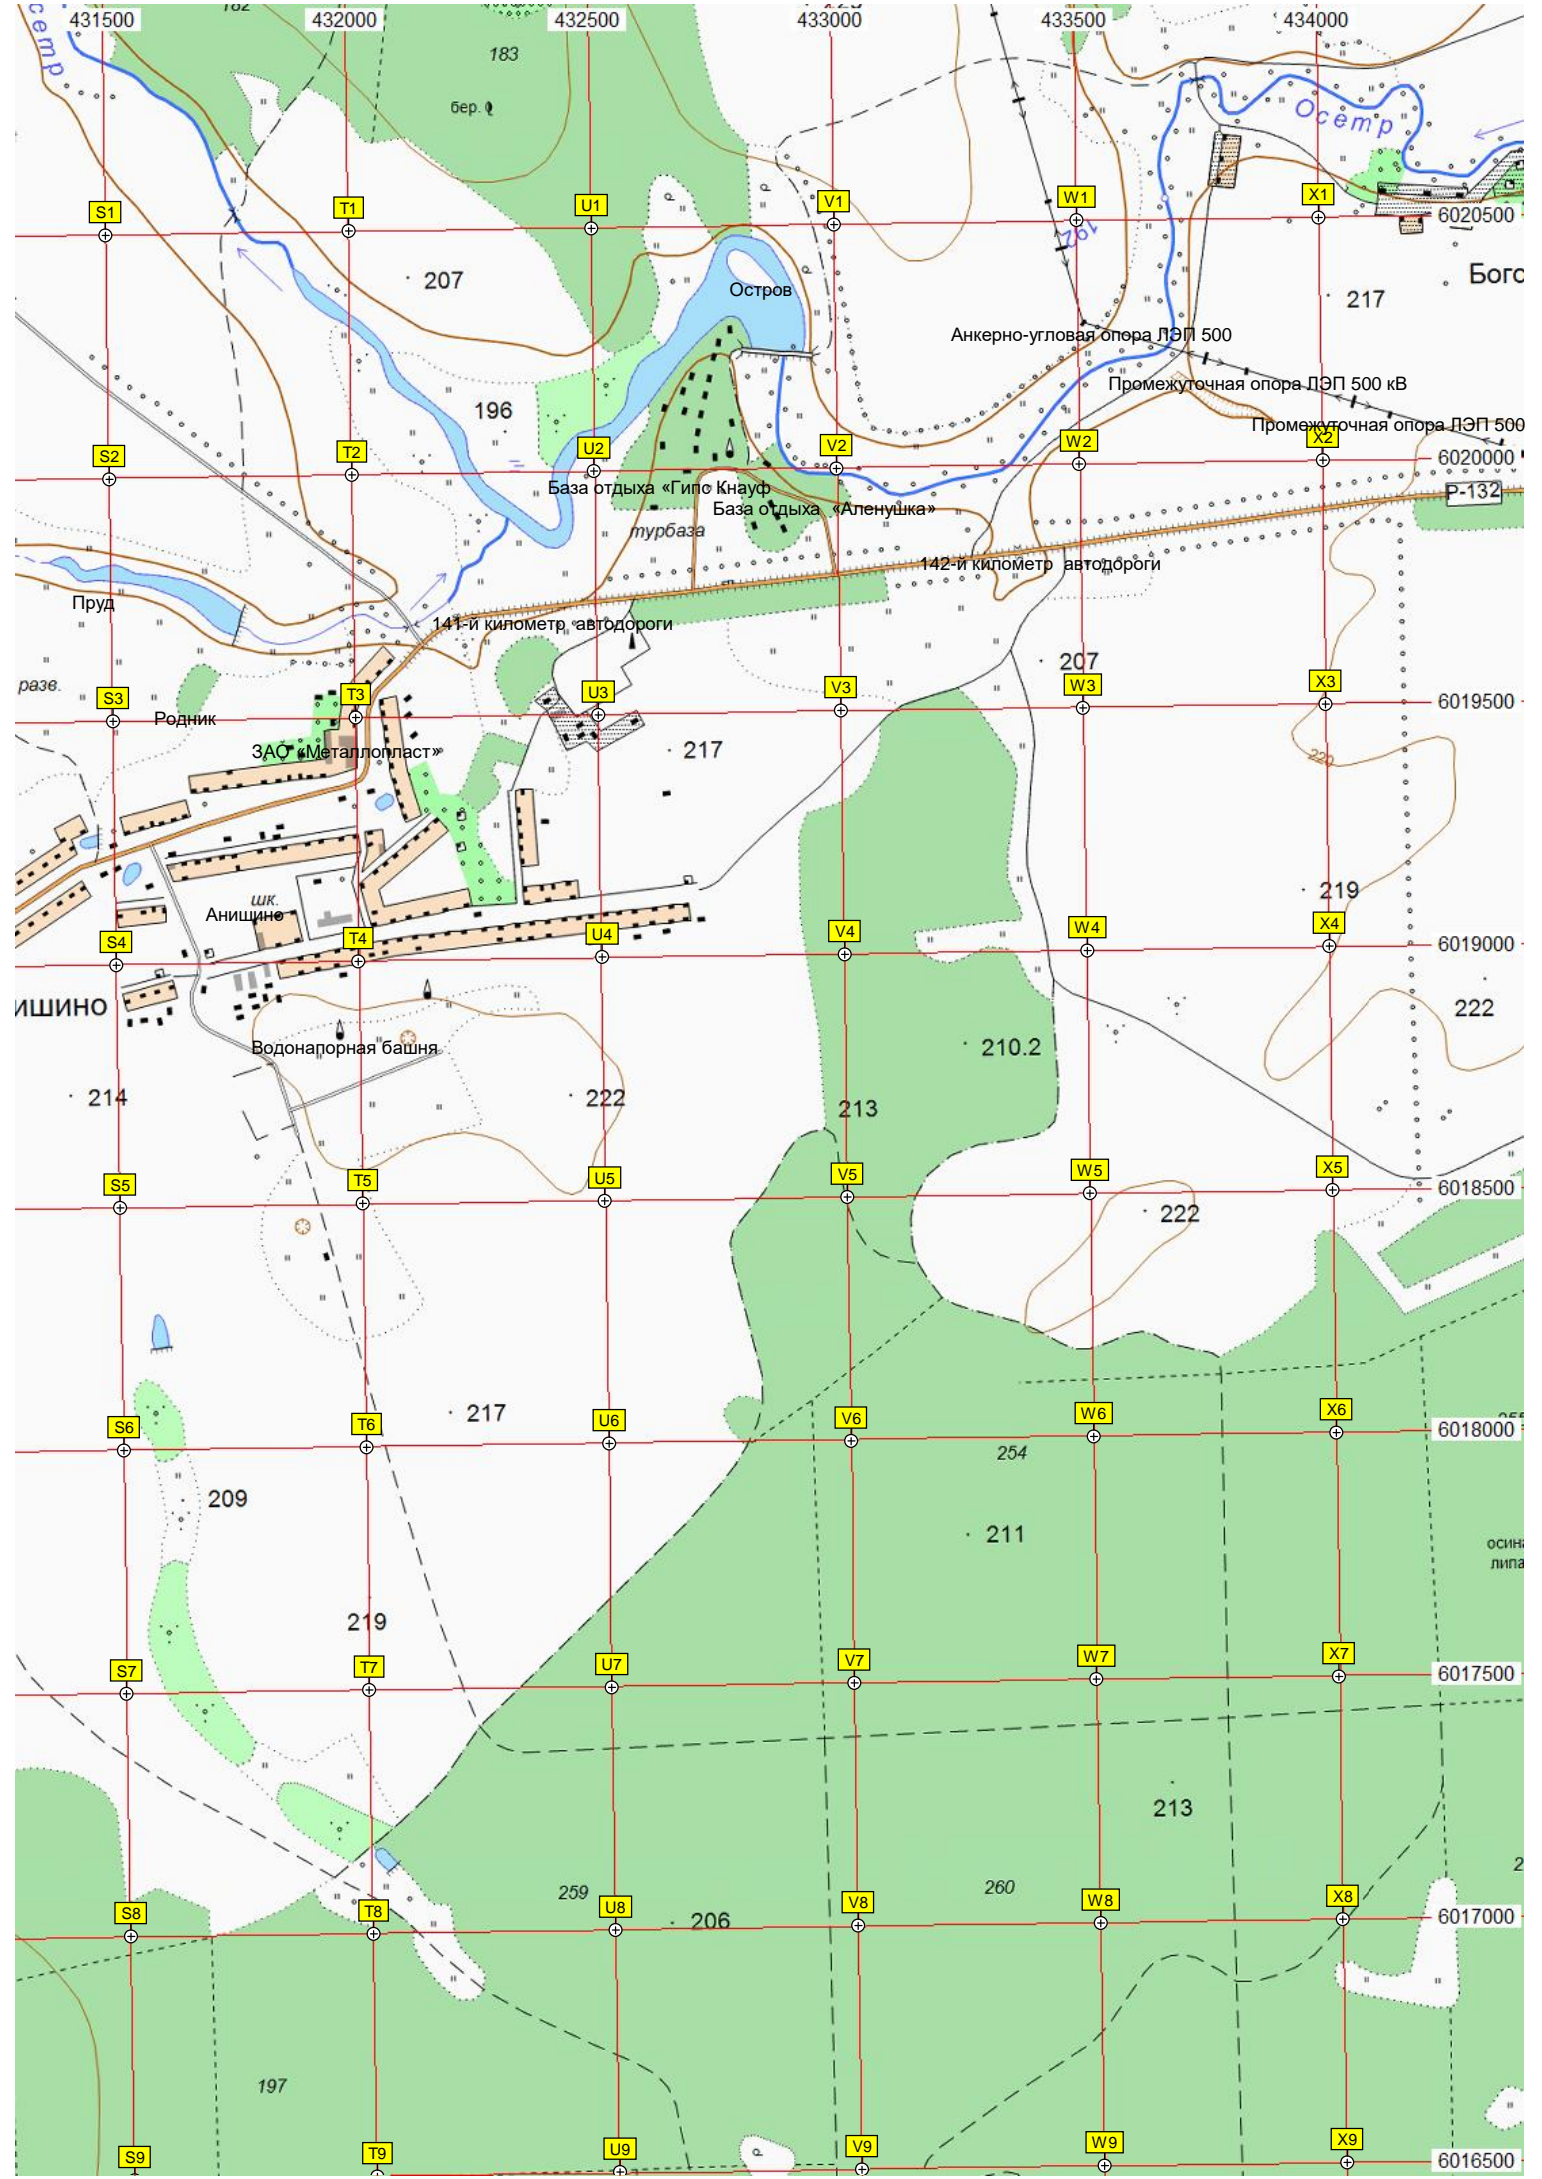 182
431500
432000
432500
433000
433500
434000
Осетр
183
бер.
Осетр
S1
T1
U1
V1
W1
X1
6020500
192
207
Остров
217
Анкерно-угловая опора ЛЭП 500
Промежуточная опора ЛЭП 500 кВ
196
Промежуточная опора ЛЭП 500
S2
T2
U2
V2
W2
X2
6020000
База отдыха «Гипс Кнауф
База отдыха «Аленушка»
Р-132
турбаза
142-й километр автодороги
Пруд
141-й километр автодороги
207
разв.
S3
T3
U3
V3
W3
X3
6019500
Родник
ЗАО «Металлопласт»
217
220
219
шк.
Анишино
S4
T4
U4
V4
W4
X4
6019000
ИШИНО
222
Водонапорная башня
210.2
214
222
213
S5
T5
U5
V5
W5
X5
6018500
222
217
S6
T6
U6
V6
W6
X6
6018000
254
209
211
осина
липа
219
S7
T7
U7
V7
W7
X7
6017500
213
259
260
S8
T8
U8
V8
W8
X8
6017000
206
197
S9
T9
U9
V9
W9
X9
6016500